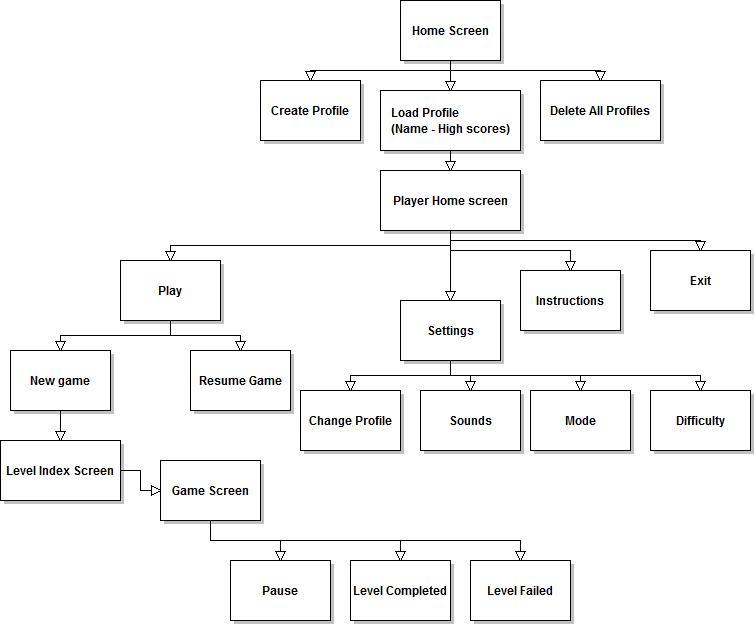 Home Screen
Create Profile
Load Profile
(Name - High scores)
Delete All Profiles
Player Home screen
Play
Settings
Instructions
Exit
New game
Resume Game
Change Profile
Sounds
Mode
Difficulty
Level Index Screen
Game Screen
Pause
Level Completed
Level Failed